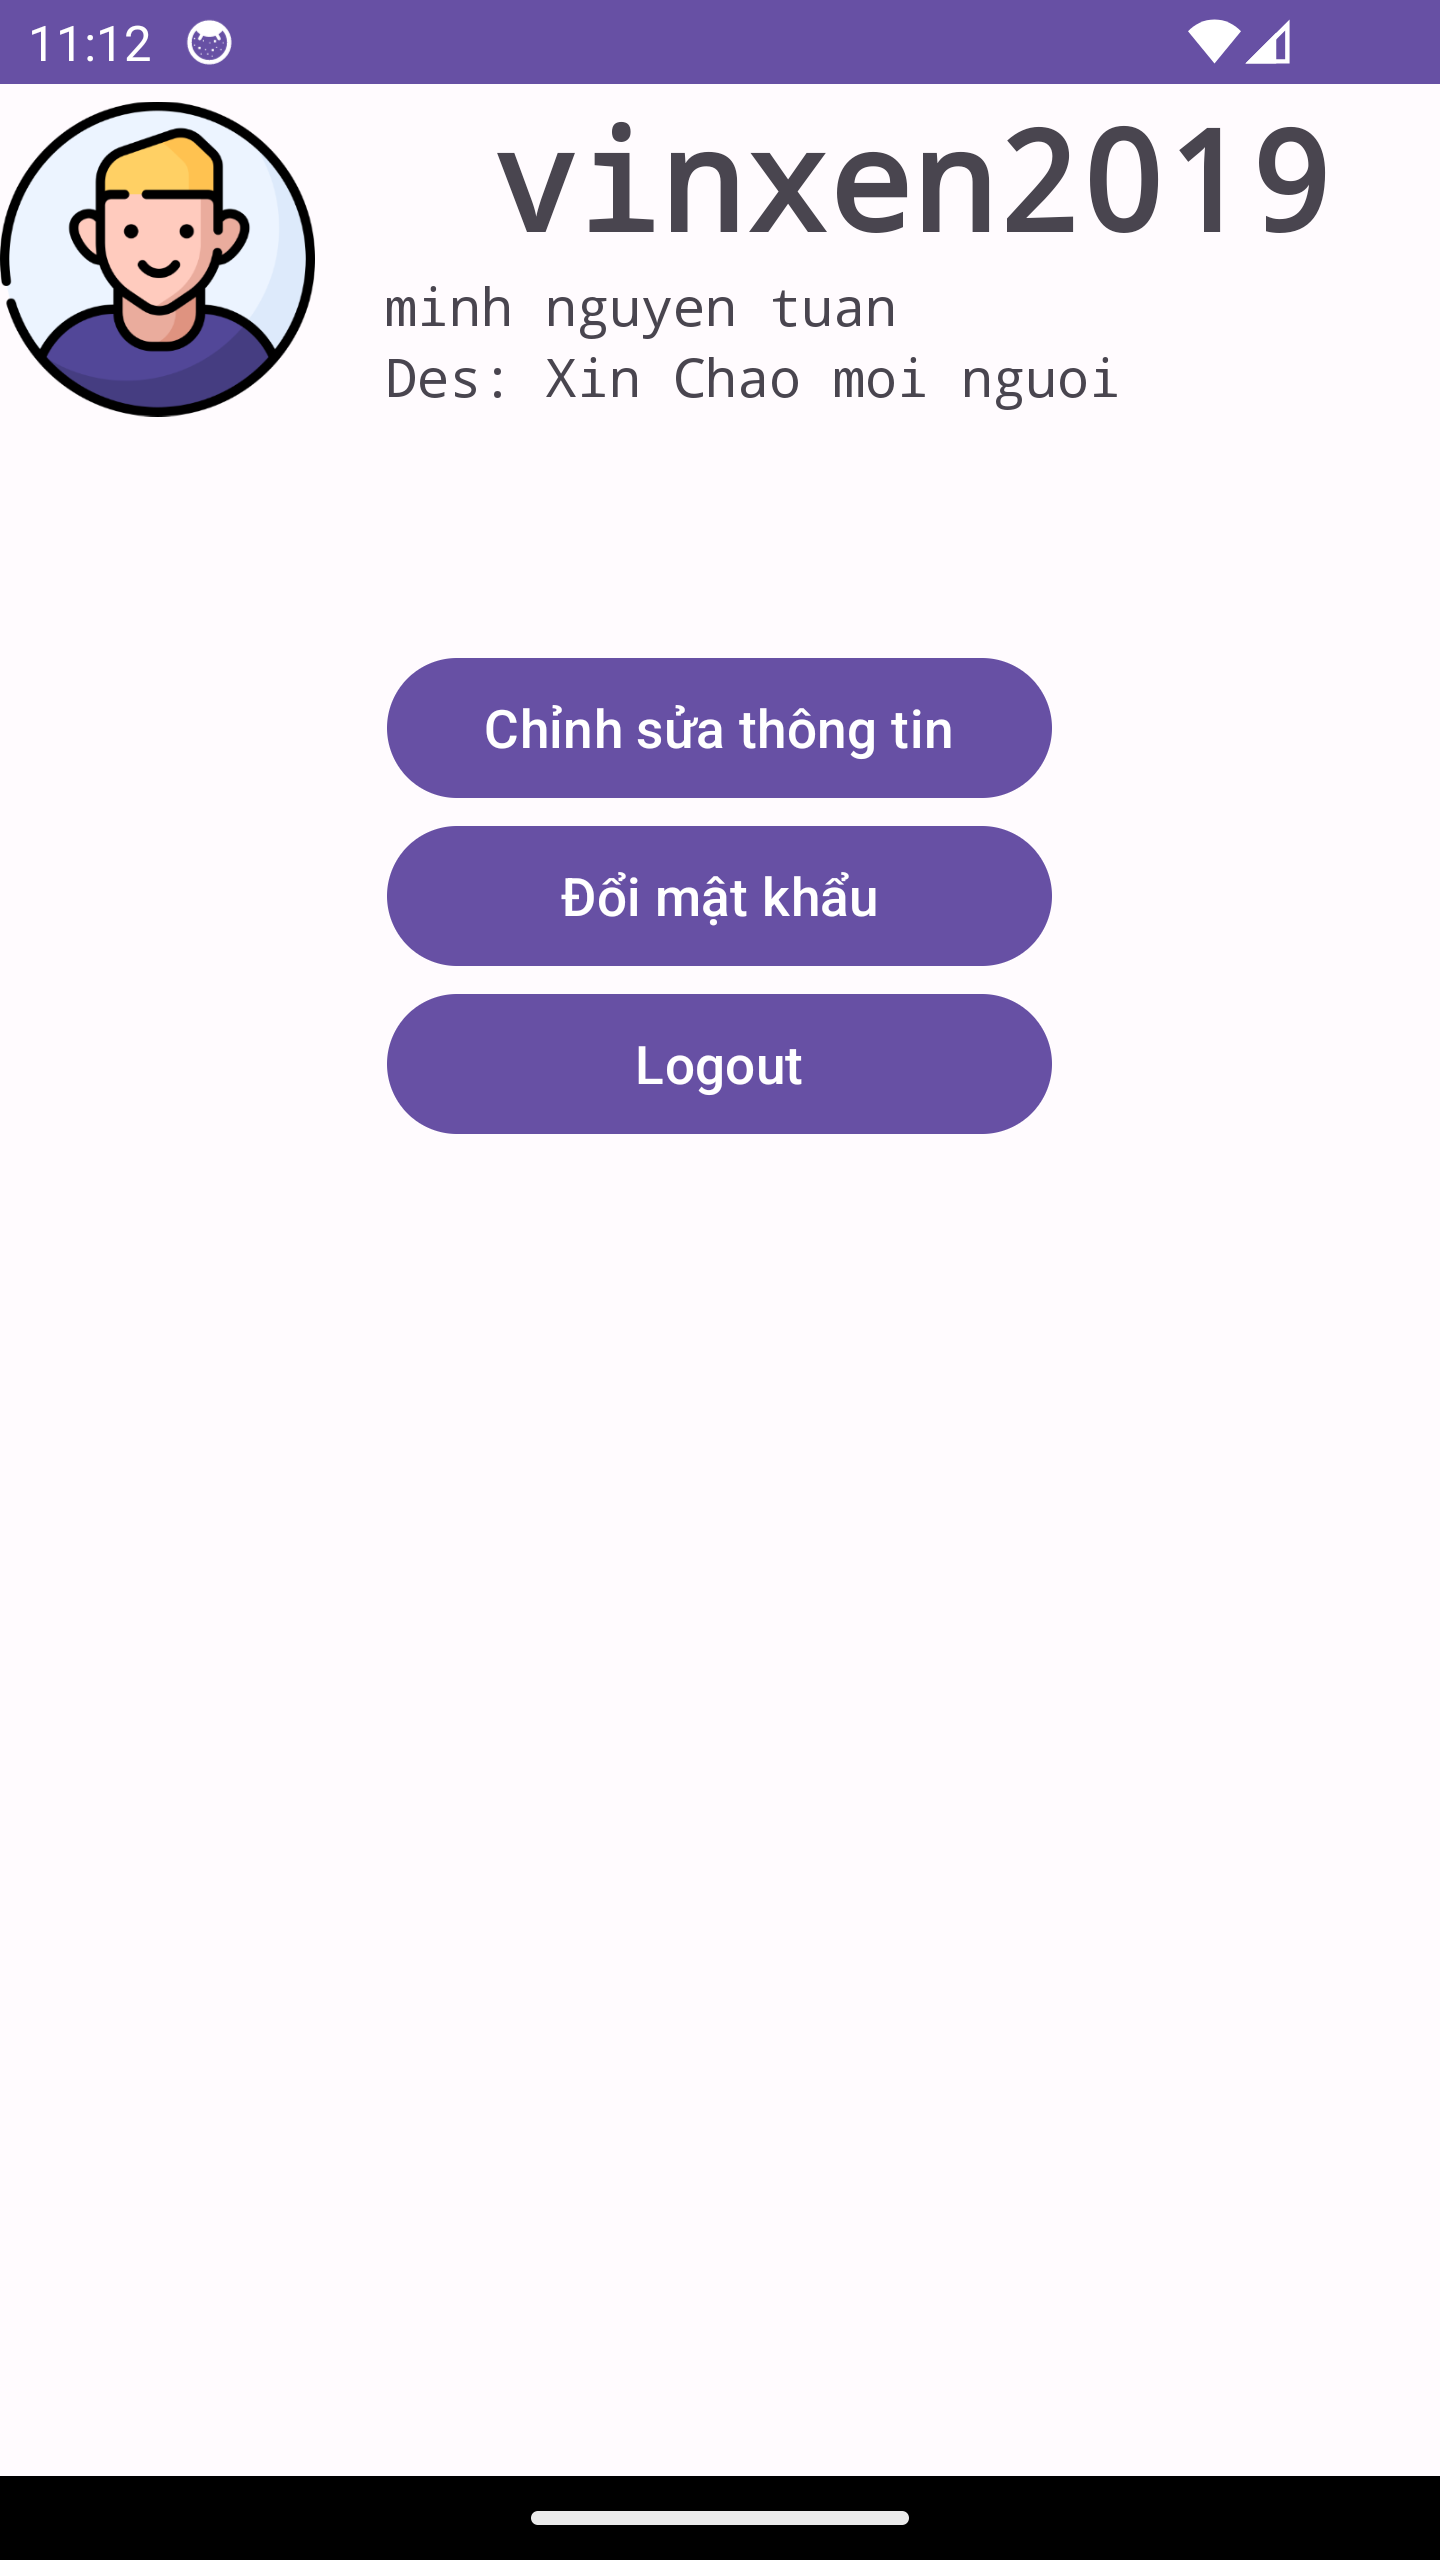 11:12
vinxen2019
minh nguyen tuan
Des: Xin Chao moi nguoi
Chỉnh sửa thông tin
Đổi mật khẩu
Logout